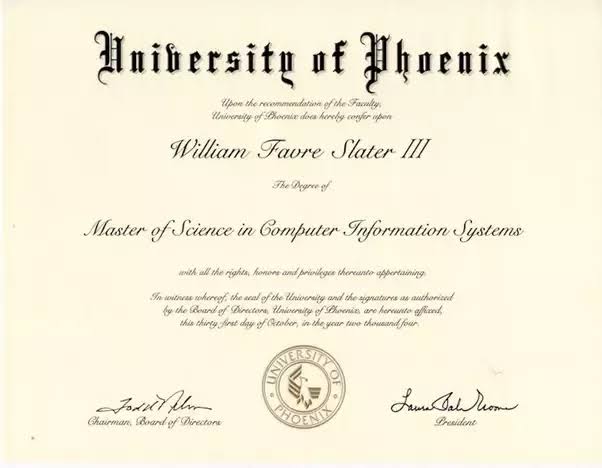 University of Phoenix
Upon the recommendation of the Faculty,
University of Phoenix does hereby confer upon
William Favre Slater III
The Degree of
Master of Science in Computer Information Systems
with all the rights, honors and privileges thereunto appertaining.
In witness whereof, the seal of the University and the signatures as authorized
by the Board of Directors, University of Phoenix, are hereunto affixed,
this thirty first day of October, in the year two thousand four.
UNIVERSITY OF PHOENIX
Chairman, Board of Directors
President